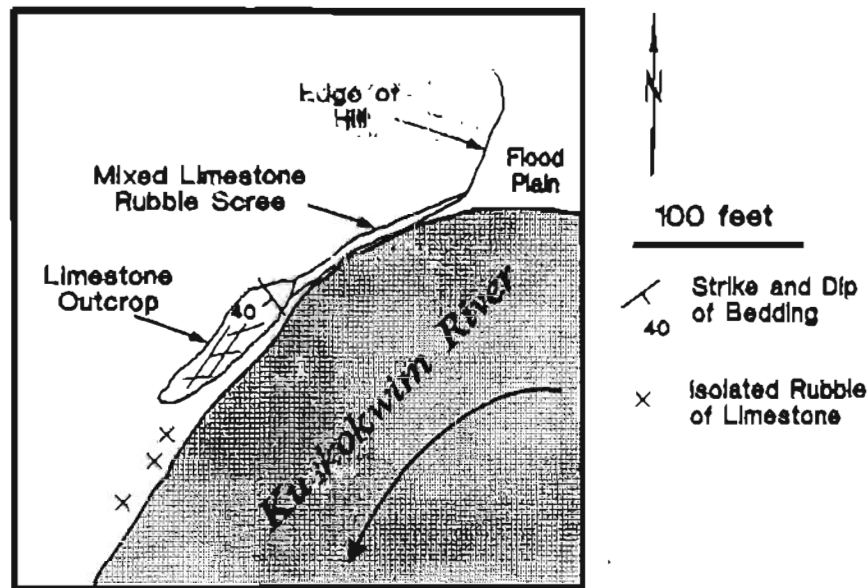 Edge of
Hill
Mixed Limestone
Rubble Scree
Flood
Plain
Limestone
Outcrop
40
Kuskokwim River
N
100 feet
Strike and Dip
of Bedding
40
Isolated Rubble
of Limestone